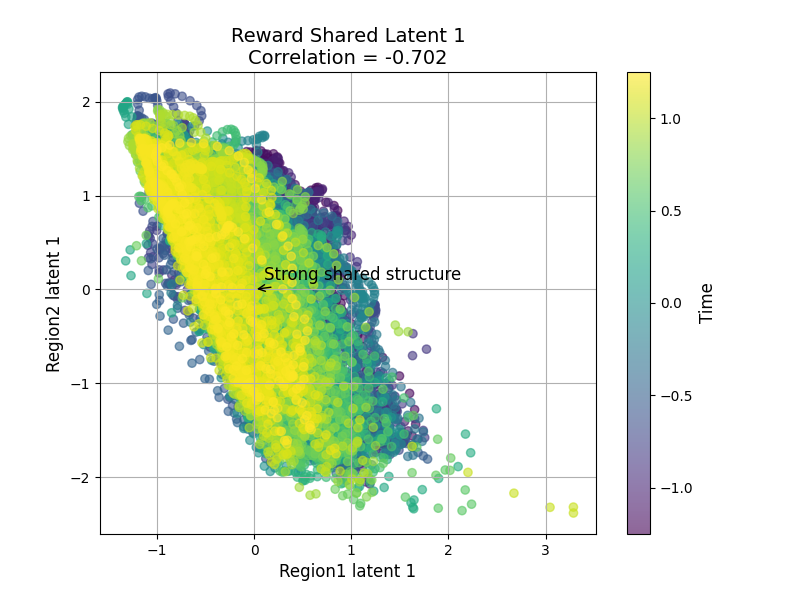 Reward Shared Latent 1
Correlation = -0.702
2
1
0
−1
−2
Region2 latent 1
Strong shared structure
−1
0
1
2
3
Region1 latent 1
1.0
0.5
0.0
−0.5
−1.0
Time